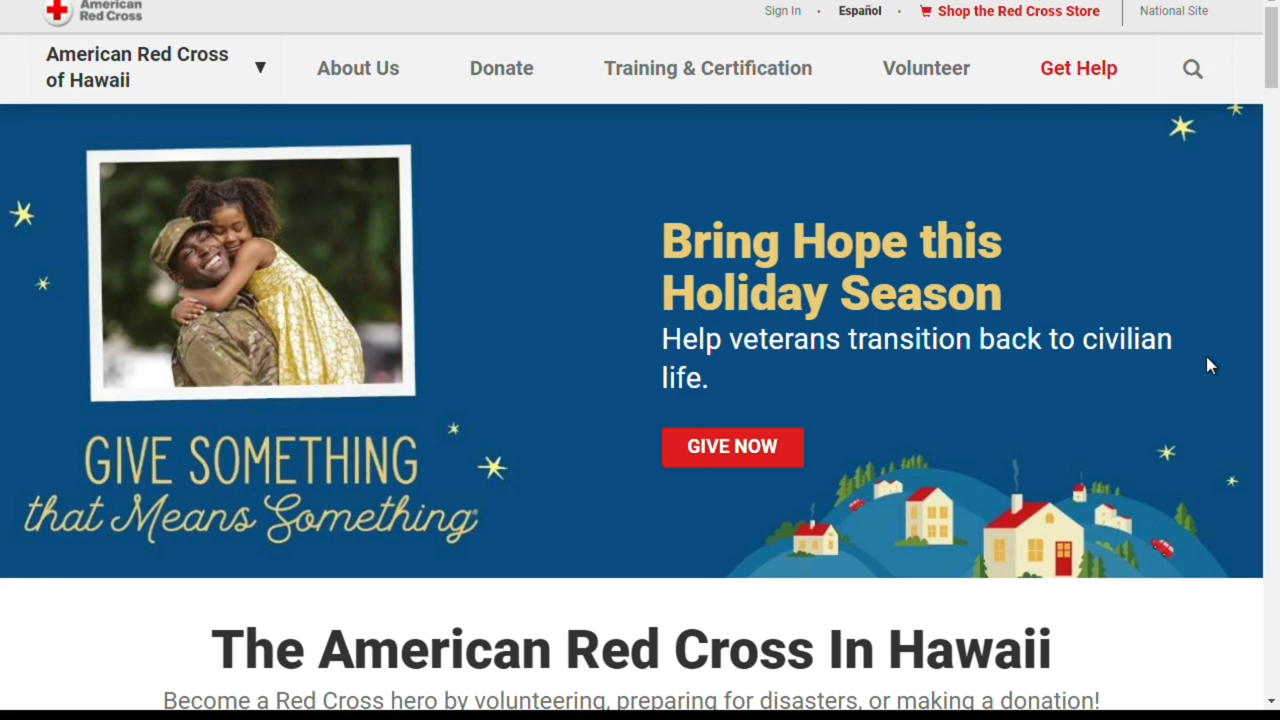 American
Red Cross
Sign In
Español
Shop the Red Cross Store
National Site
American Red Cross
of Hawaii
About Us
Donate
Training & Certification
Volunteer
Get Help
Bring Hope this
Holiday Season
Help veterans transition back to civilian
life.
GIVE NOW
GIVE SOMETHING
that Means Something
The American Red Cross In Hawaii
Become a Red Cross hero by volunteering, preparing for disasters, or making a donation!